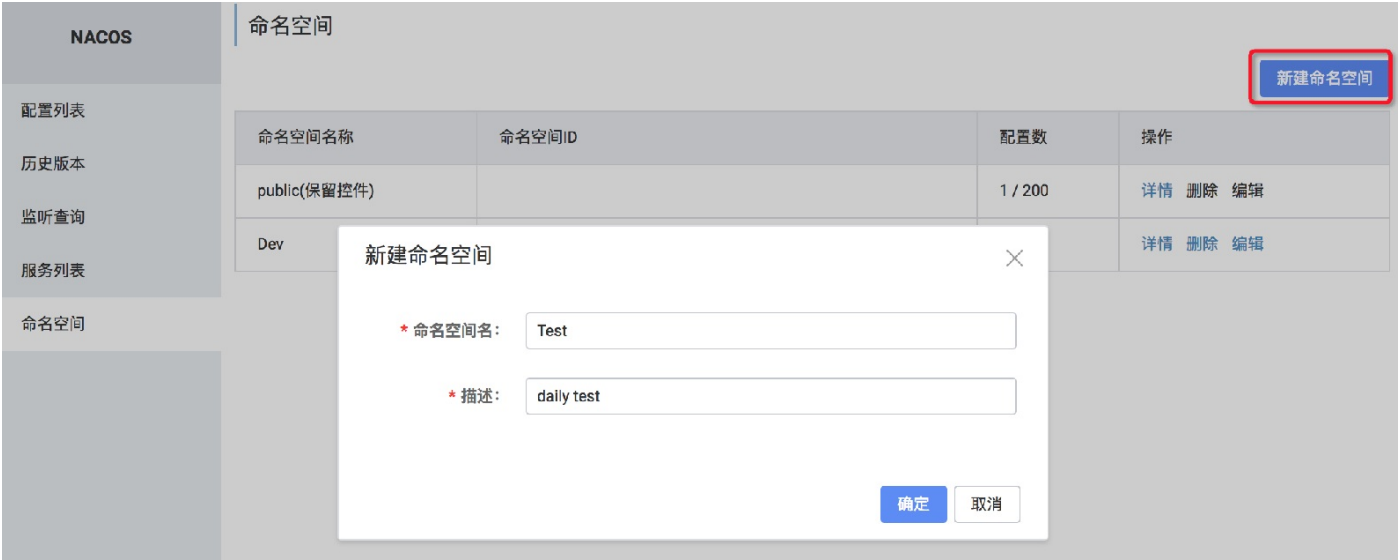 NACOS
配置列表
历史版本
监听查询
服务列表
命名空间
命名空间
新建命名空间
命名空间名称 命名空间ID 配置数 操作
public(保留控件) 1 / 200 详情 删除 编辑
Dev 详情 删除 编辑
新建命名空间
* 命名空间名: Test
* 描述: daily test
确定 取消